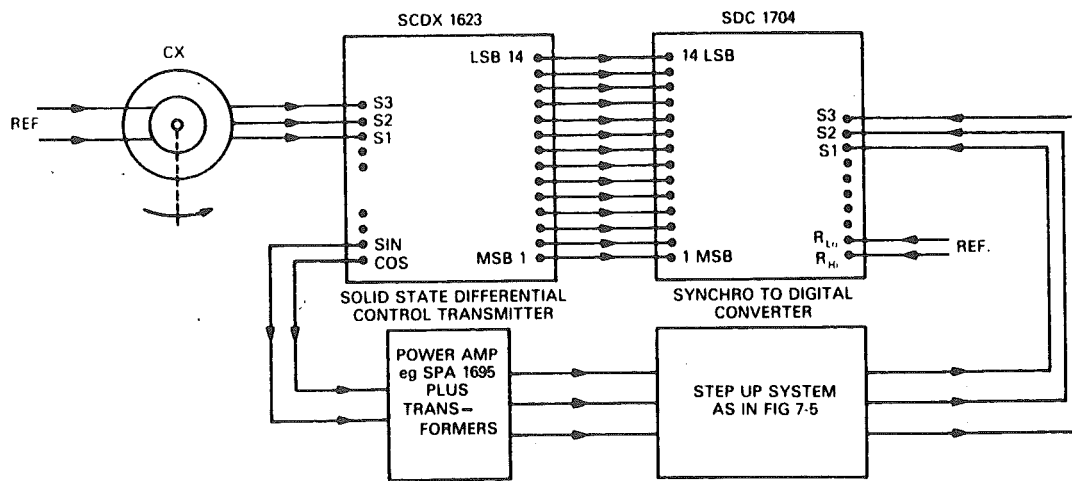 SCDX 1623
SDC 1704
CX
REF
S3
S2
S1
SIN
COS
LSB 14
MSB 1
14 LSB
1 MSB
S3
S2
S1
RLo
RHi
REF.
SOLID STATE DIFFERENTIAL
CONTROL TRANSMITTER
SYNCHRO TO DIGITAL
CONVERTER
POWER AMP
eg SPA 1695
PLUS
TRANS-
FORMERS
STEP UP SYSTEM
AS IN FIG 7-5